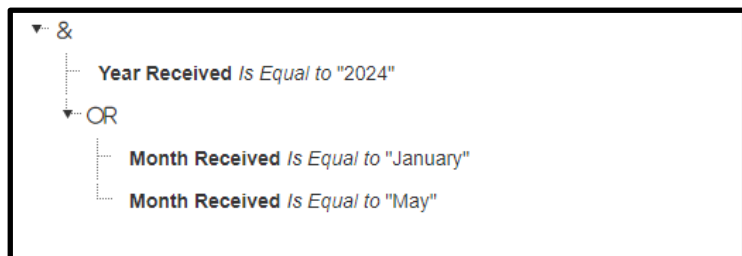 &
Year Received Is Equal to "2024"
OR
Month Received Is Equal to "January"
Month Received Is Equal to "May"